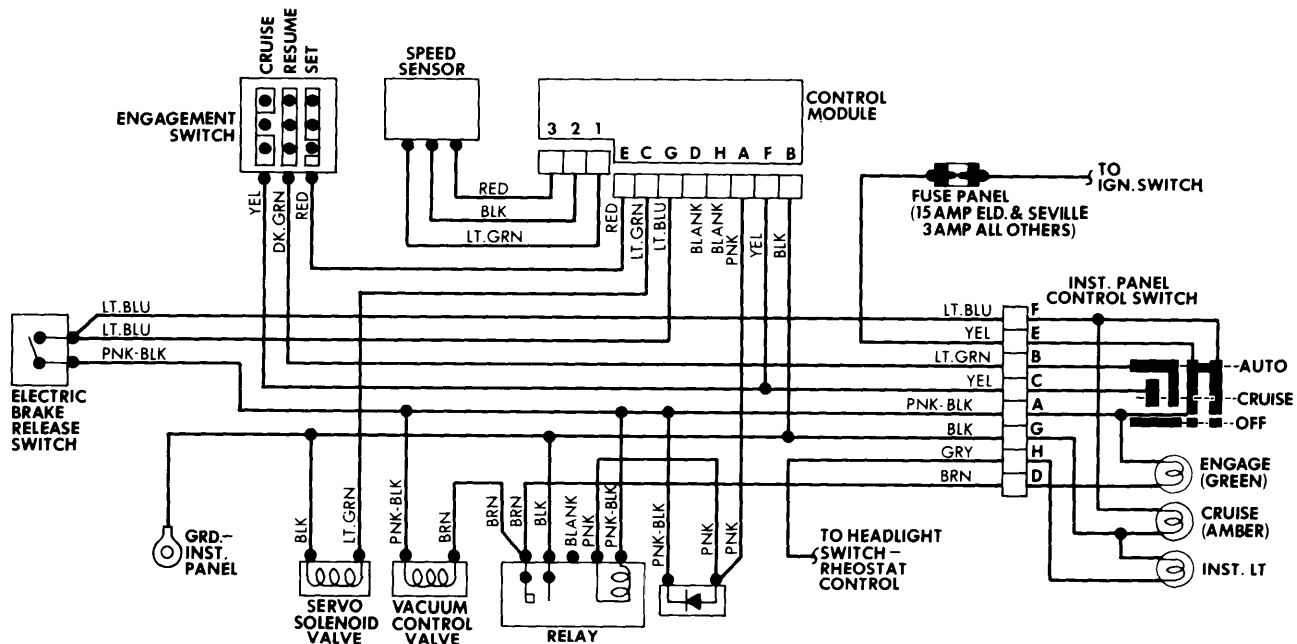 CRUISE
RESUME
SET
ENGAGEMENT
SWITCH
SPEED
SENSOR
CONTROL
MODULE
3 2 1
E C G D H A F B
YEL
DK.GRN
RED
RED
BLK
LT.GRN
RED
LT.GRN
LT.BLU
BLANK
BLANK
PNK
YEL
BLK
TO
IGN. SWITCH
FUSE PANEL
(15 AMP ELD. & SEVILLE
3 AMP ALL OTHERS)
INST. PANEL
CONTROL SWITCH
LT.BLU
LT.BLU
PNK-BLK
ELECTRIC
BRAKE
RELEASE
SWITCH
LT.BLU F
YEL E
LT.GRN B
YEL C
PNK-BLK A
BLK G
GRY H
BRN D
AUTO
CRUISE
OFF
ENGAGE
(GREEN)
CRUISE
(AMBER)
INST. LT
TO HEADLIGHT
SWITCH –
RHEOSTAT
CONTROL
GRD.–
INST.
PANEL
BLK
LT.GRN
PNK-BLK
BRN
BRN
BRN
BLK
BLANK
PNK
PNK-BLK
PNK-BLK
PNK
PNK
SERVO
SOLENOID
VALVE
VACUUM
CONTROL
VALVE
RELAY